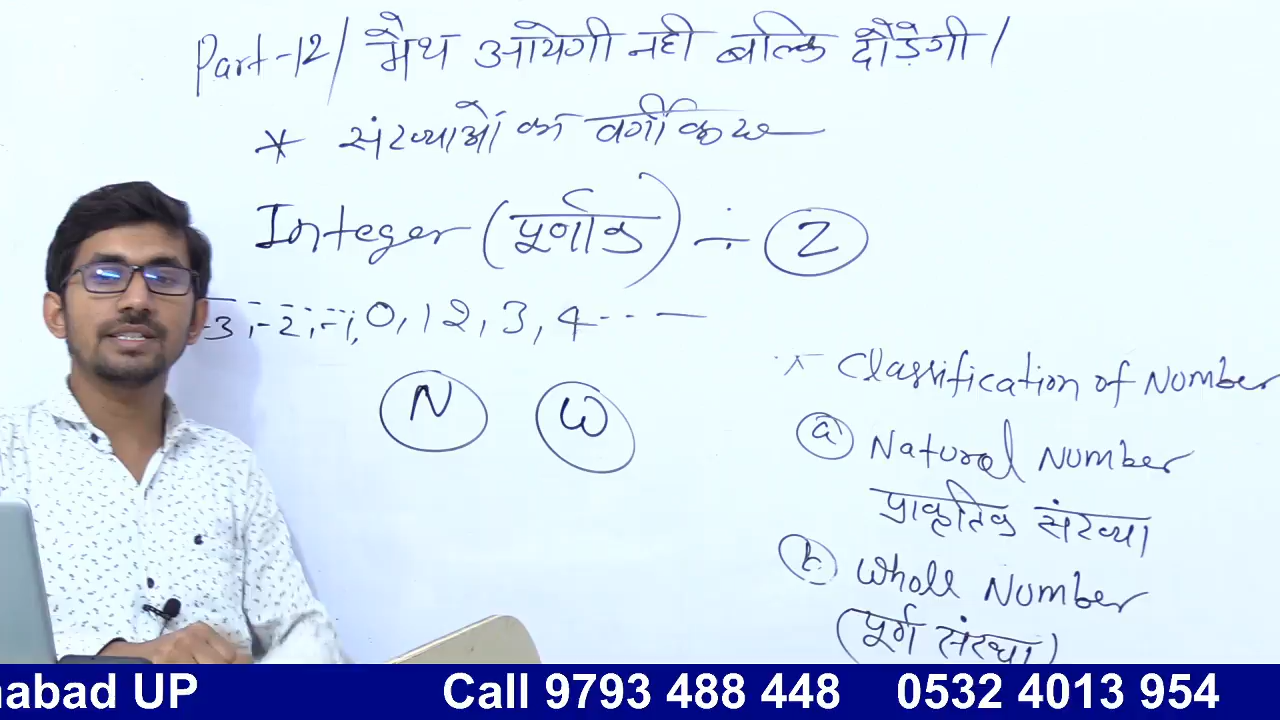 Part-12/ मैथ आयेगी नही बल्कि दौड़ेगी/
* संख्याओं का वर्गीकरण
Integer (पूर्णांक) ÷ Z
-3, -2, -1, 0, 1 2, 3, 4 ---
N W
* Classification of Number
(a) Natural Number
प्राकृतिक संख्या
(b) Whole Number
(पूर्ण संख्या)
habad UP Call 9793 488 448 0532 4013 954